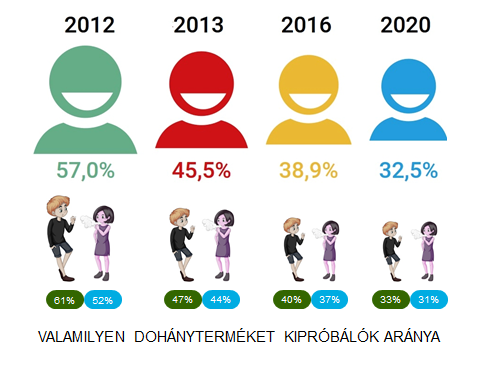 2012 2013 2016 2020
57,0% 45,5% 38,9% 32,5%
61% 52% 47% 44% 40% 37% 33% 31%
VALAMILYEN DOHÁNYTERMÉKET KIPRÓBÁLÓK ARÁNYA